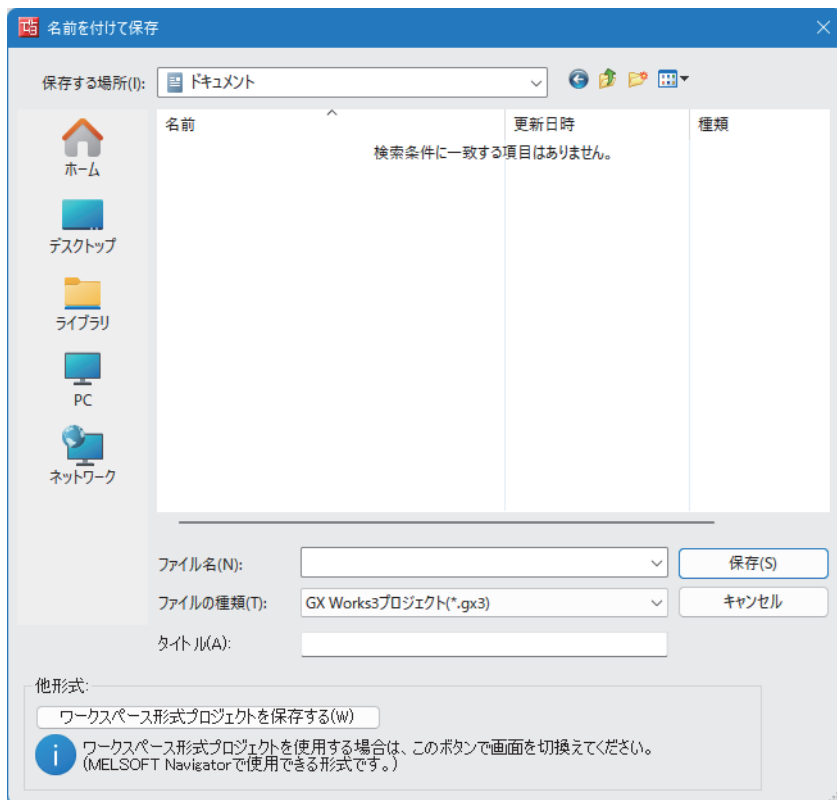 名前を付けて保存
保存する場所(I):
ドキュメント
名前
更新日時
種類
検索条件に一致する項目はありません。
ホーム
デスクトップ
ライブラリ
PC
ネットワーク
ファイル名(N):
保存(S)
ファイルの種類(T):
GX Works3プロジェクト(*.gx3)
キャンセル
タイトル(A):
他形式:
ワークスペース形式プロジェクトを保存する(W)
ワークスペース形式プロジェクトを使用する場合は、このボタンで画面を切換えてください。
(MELSOFT Navigatorで使用できる形式です。)